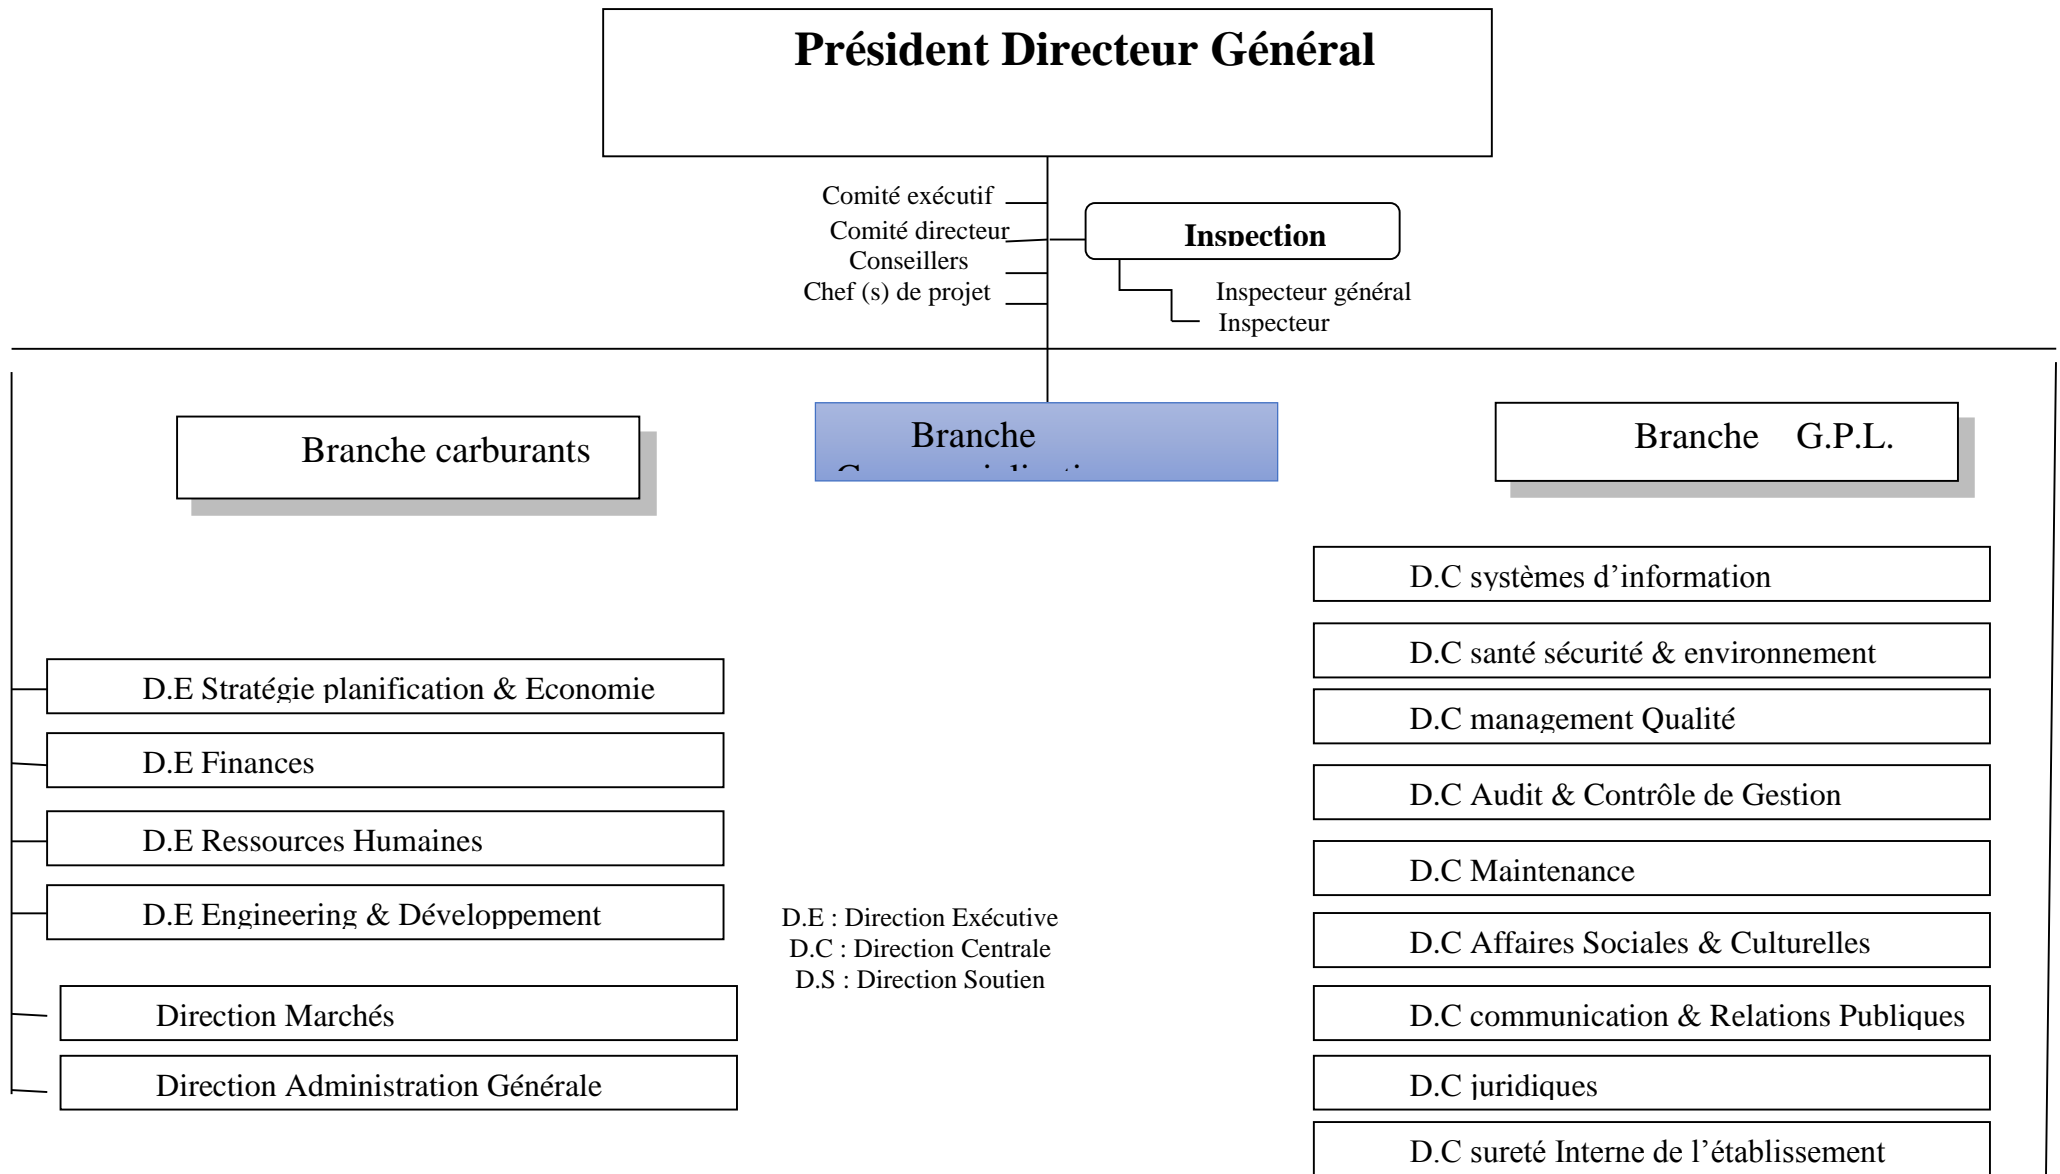 Président Directeur Général
Comité exécutif
Comité directeur
Conseillers
Chef (s) de projet
Inspection
Inspecteur général
Inspecteur
Branche carburants
Branche
Branche G.P.L.
D.E Stratégie planification & Economie
D.E Finances
D.E Ressources Humaines
D.E Engineering & Développement
Direction Marchés
Direction Administration Générale
D.E : Direction Exécutive
D.C : Direction Centrale
D.S : Direction Soutien
D.C systèmes d’information
D.C santé sécurité & environnement
D.C management Qualité
D.C Audit & Contrôle de Gestion
D.C Maintenance
D.C Affaires Sociales & Culturelles
D.C communication & Relations Publiques
D.C juridiques
D.C sureté Interne de l’établissement